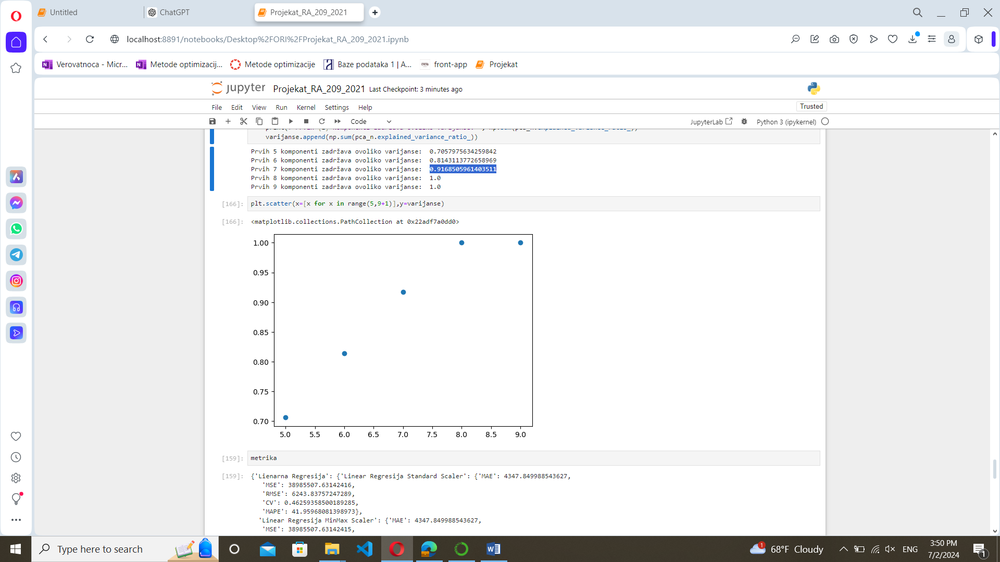 Untitled
ChatGPT
Projekat_RA_209_2021
localhost:8891/notebooks/Desktop%2FORI%2FProjekat_RA_209_2021.ipynb
Verovatnoca - Micr...
Metode optimizacij...
Metode optimizacije
Baze podataka 1 | A...
front-app
Projekat
jupyter
Projekat_RA_209_2021 Last Checkpoint: 3 minutes ago
File Edit View Run Kernel Settings Help
Trusted
Code
JupyterLab
Python 3 (ipykernel)
varijanse.append(np.sum(pca_n.explained_variance_ratio_))
Prvih 5 komponenti zadržava ovoliko varijanse:  0.7057975634259842
Prvih 6 komponenti zadržava ovoliko varijanse:  0.8143113772658969
Prvih 7 komponenti zadržava ovoliko varijanse:  0.9168505961403511
Prvih 8 komponenti zadržava ovoliko varijanse:  1.0
Prvih 9 komponenti zadržava ovoliko varijanse:  1.0
[166]: plt.scatter(x=[x for x in range(5,9+1)],y=varijanse)
[166]: <matplotlib.collections.PathCollection at 0x22adf7a0dd0>
1.00
0.95
0.90
0.85
0.80
0.75
0.70
5.0 5.5 6.0 6.5 7.0 7.5 8.0 8.5 9.0
[159]: metrika
[159]: {'Lienarna Regresija': {'Linear Regresija Standard Scaler': {'MAE': 4347.849988543627,
'MSE': 38985507.63142416,
'RMSE': 6243.83757247289,
'CV': 0.46259358500189285,
'MAPE': 41.95968081398973},
'Linear Regresija MinMax Scaler': {'MAE': 4347.849988543627,
'MSE': 38985507.63142415,
Type here to search
1
68°F Cloudy
ENG
3:50 PM
7/2/2024
1